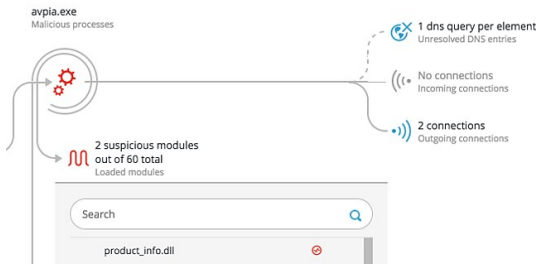 avpia.exe
Malicious processes
1 dns query per element
Unresolved DNS entries
No connections
Incoming connections
2 connections
Outgoing connections
2 suspicious modules
out of 60 total
Loaded modules
Search
product_info.dll